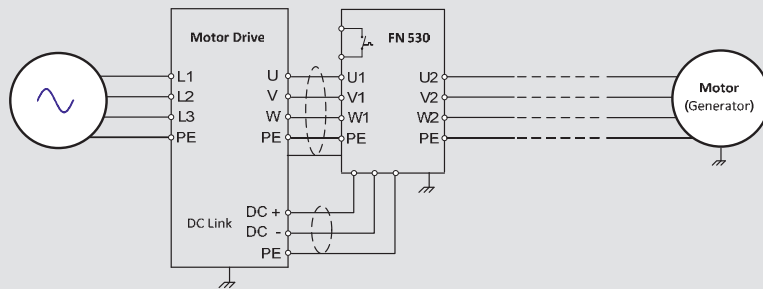 Motor Drive
FN 530
L1
L2
L3
PE
U
V
W
PE
U1
V1
W1
PE
U2
V2
W2
PE
Motor
(Generator)
DC Link
DC +
DC -
PE